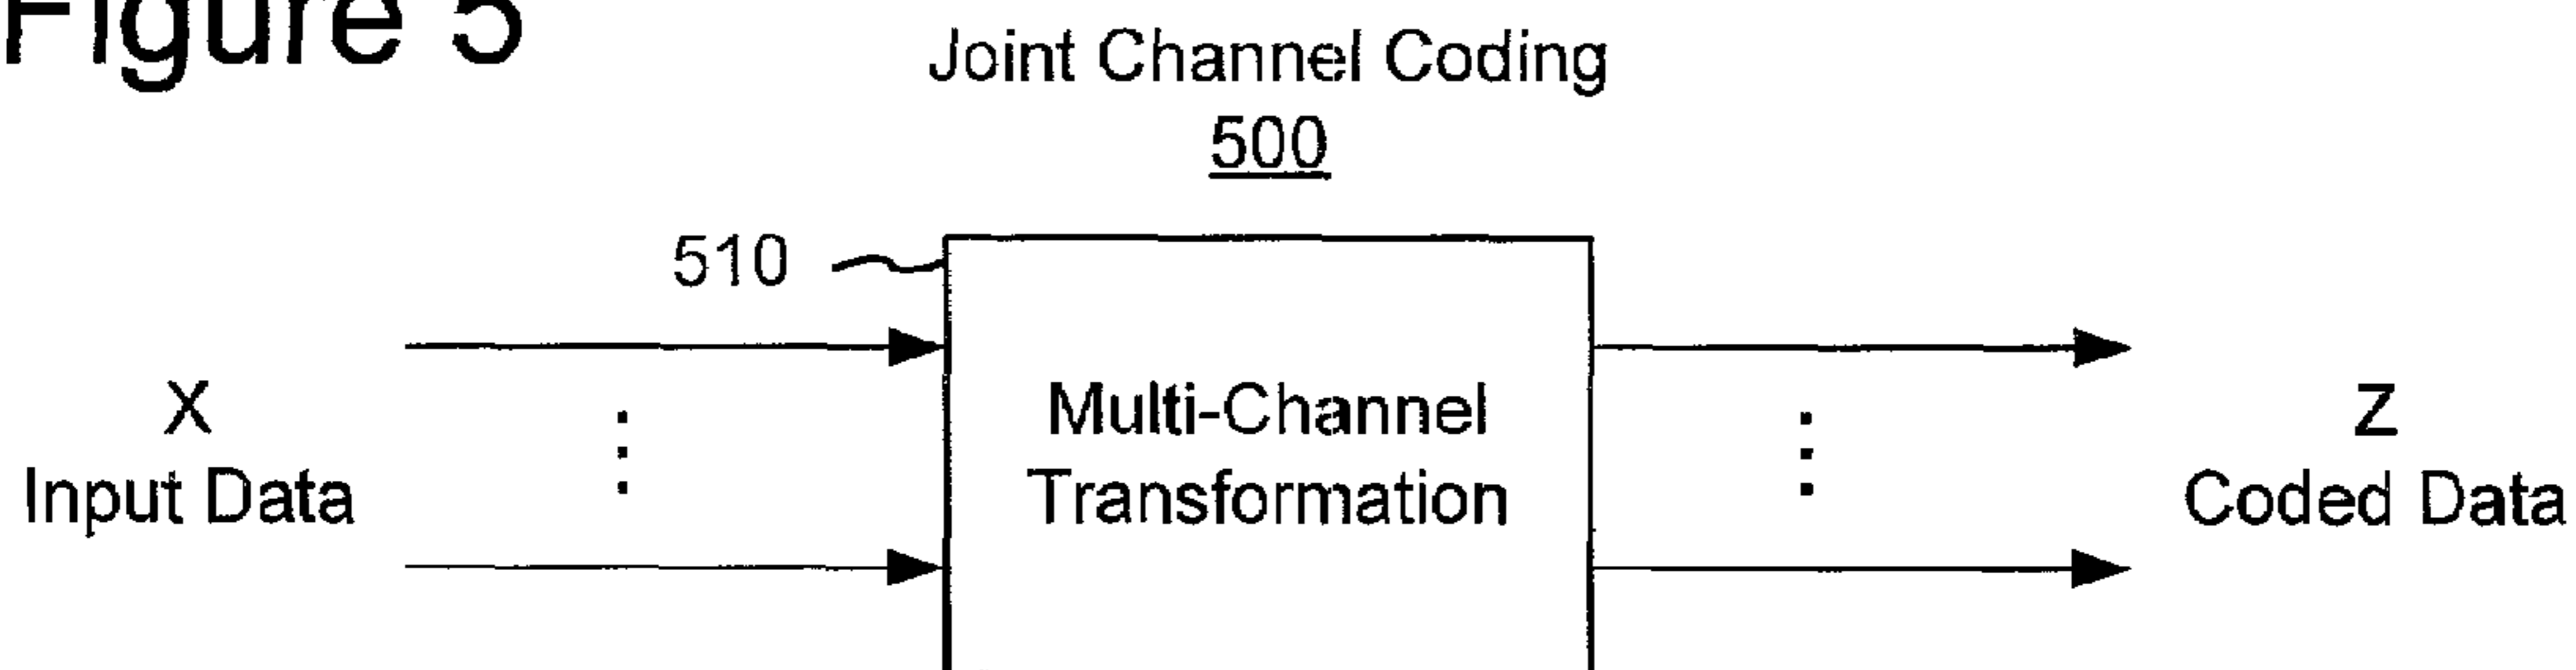 Figure 5
Joint Channel Coding
500
510
X
Input Data
Multi-Channel
Transformation
Z
Coded Data